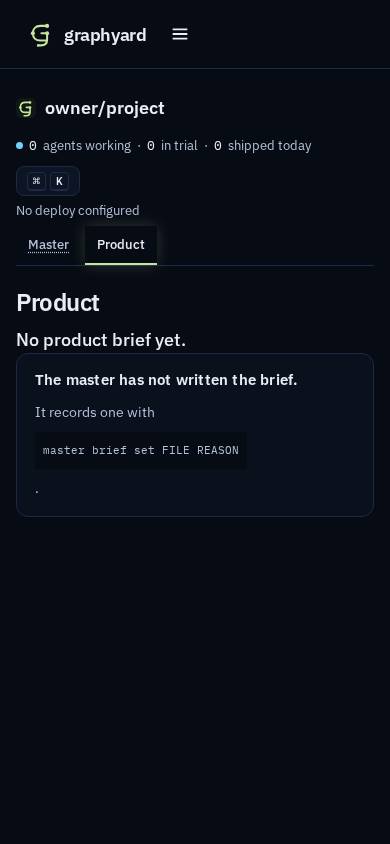 graphyard
owner/project
0 agents working · 0 in trial · 0 shipped today
⌘ K
No deploy configured
Master Product
Product
No product brief yet.
The master has not written the brief.
It records one with
master brief set FILE REASON
.